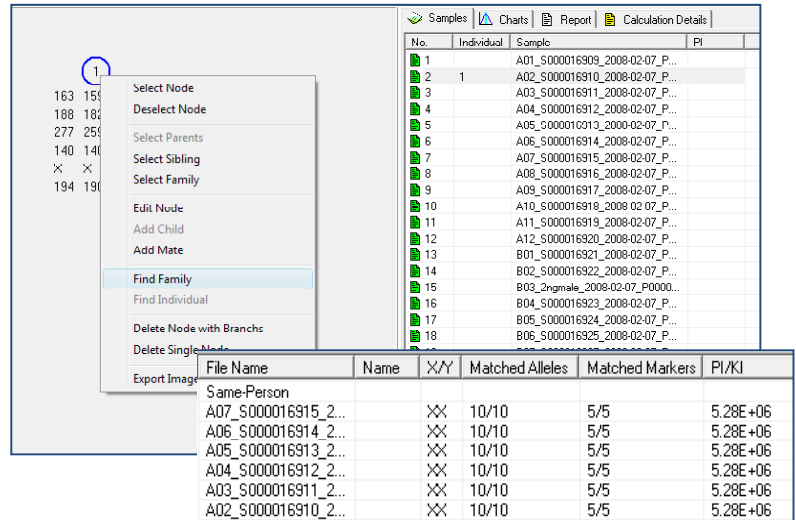 Samples Charts Report Calculation Details
No. Individual Sample PI
1 A01_S000016909_2008-02-07_P...
2 1 A02_S000016910_2008-02-07_P...
3 A03_S000016911_2008-02-07_P...
4 A04_S000016912_2008-02-07_P...
5 A05_S000016913_2008-02-07_P...
6 A06_S000016914_2008-02-07_P...
7 A07_S000016915_2008-02-07_P...
8 A08_S000016916_2008-02-07_P...
9 A09_S000016917_2008-02-07_P...
10 A10_S000016918_2008-02-07_P...
11 A11_S000016919_2008-02-07_P...
12 A12_S000016920_2008-02-07_P...
13 B01_S000016921_2008-02-07_P...
14 B02_S000016922_2008-02-07_P...
15 B03_2ngmale_2008-02-07_P0000...
16 B04_S000016923_2008-02-07_P...
17 B05_S000016924_2008-02-07_P...
18 B06_S000016925_2008-02-07_P...
1
163 159
188 182
277 259
140 140
X X
194 190
Select Node
Deselect Node
Select Parents
Select Sibling
Select Family
Edit Node
Add Child
Add Mate
Find Family
Find Individual
Delete Node with Branchs
Delete Single Node
Export Image
File Name Name X/Y Matched Alleles Matched Markers PI/KI
Same-Person
A07_S000016915_2... XX 10/10 5/5 5.28E+06
A06_S000016914_2... XX 10/10 5/5 5.28E+06
A05_S000016913_2... XX 10/10 5/5 5.28E+06
A04_S000016912_2... XX 10/10 5/5 5.28E+06
A03_S000016911_2... XX 10/10 5/5 5.28E+06
A02_S000016910_2... XX 10/10 5/5 5.28E+06